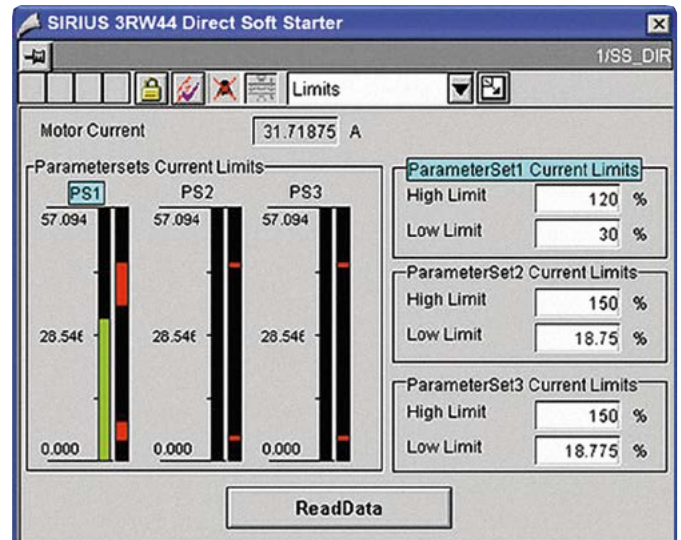 SIRIUS 3RW44 Direct Soft Starter
1/SS_DIR
Limits
Motor Current 31.71875 A
Parametersets Current Limits
PS1 PS2 PS3
57.094 57.094 57.094
28.546 28.546 28.546
0.000 0.000 0.000
ParameterSet1 Current Limits
High Limit 120 %
Low Limit 30 %
ParameterSet2 Current Limits
High Limit 150 %
Low Limit 18.75 %
ParameterSet3 Current Limits
High Limit 150 %
Low Limit 18.775 %
ReadData